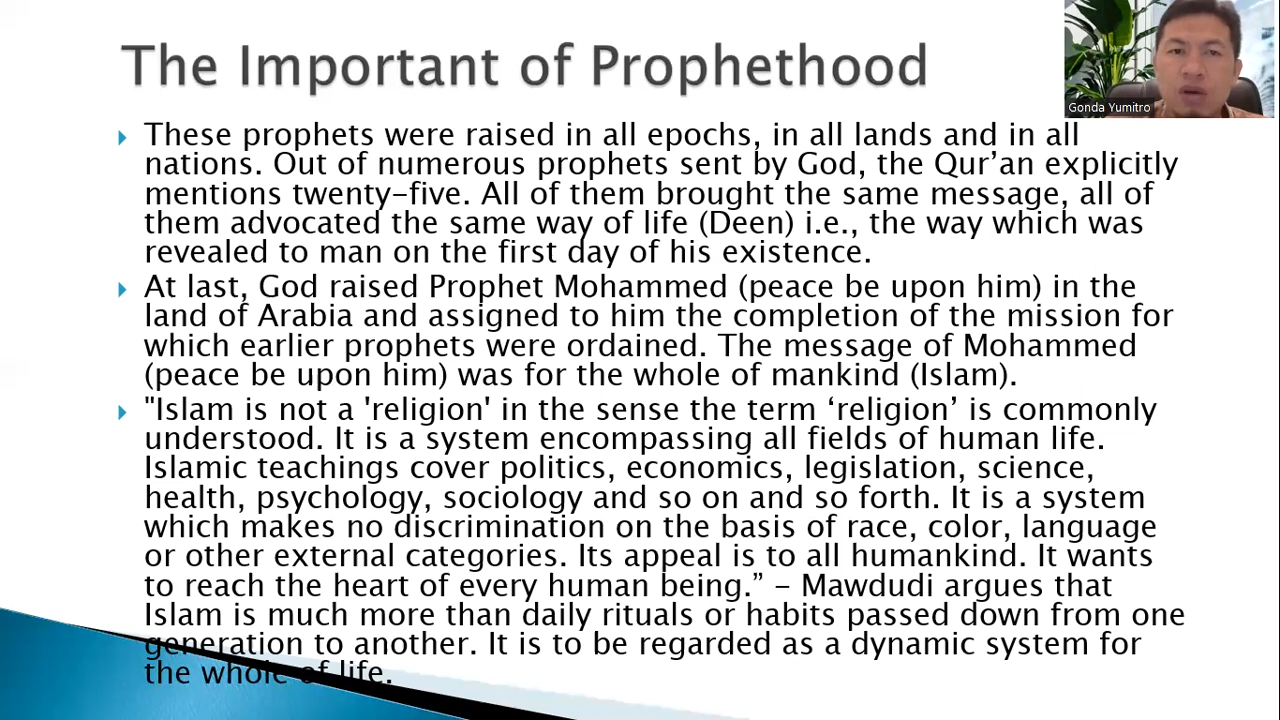 The Important of Prophethood
Gonda Yumitro
These prophets were raised in all epochs, in all lands and in all
nations. Out of numerous prophets sent by God, the Qur’an explicitly
mentions twenty-five. All of them brought the same message, all of
them advocated the same way of life (Deen) i.e., the way which was
revealed to man on the first day of his existence.
At last, God raised Prophet Mohammed (peace be upon him) in the
land of Arabia and assigned to him the completion of the mission for
which earlier prophets were ordained. The message of Mohammed
(peace be upon him) was for the whole of mankind (Islam).
"Islam is not a 'religion' in the sense the term ‘religion’ is commonly
understood. It is a system encompassing all fields of human life.
Islamic teachings cover politics, economics, legislation, science,
health, psychology, sociology and so on and so forth. It is a system
which makes no discrimination on the basis of race, color, language
or other external categories. Its appeal is to all humankind. It wants
to reach the heart of every human being.” – Mawdudi argues that
Islam is much more than daily rituals or habits passed down from one
generation to another. It is to be regarded as a dynamic system for
the whole of life.